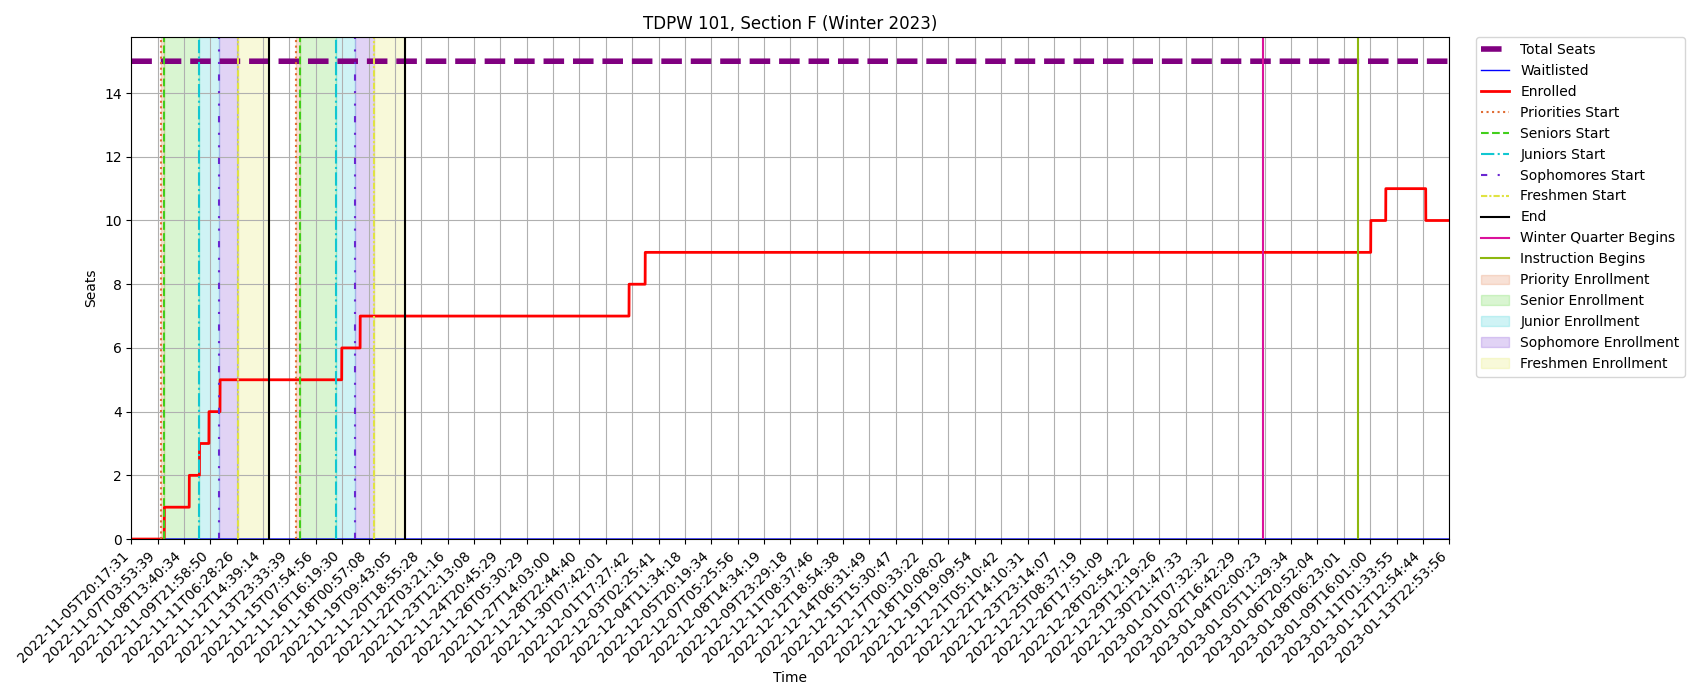 TDPW 101, Section F (Winter 2023)
Seats
14
12
10
8
6
4
2
0
2022-11-05T20:17:31
2022-11-07T03:53:39
2022-11-08T13:40:34
2022-11-09T21:58:50
2022-11-11T06:28:26
2022-11-12T14:39:14
2022-11-13T23:33:39
2022-11-15T07:54:56
2022-11-16T16:19:30
2022-11-18T00:57:08
2022-11-19T09:43:05
2022-11-20T18:55:28
2022-11-22T03:21:16
2022-11-23T12:13:08
2022-11-24T20:45:29
2022-11-26T05:30:29
2022-11-27T14:03:00
2022-11-28T22:44:40
2022-11-30T07:42:01
2022-12-01T17:27:42
2022-12-03T02:25:41
2022-12-04T11:34:18
2022-12-05T20:19:34
2022-12-07T05:25:56
2022-12-08T14:34:19
2022-12-09T23:29:18
2022-12-11T08:37:46
2022-12-12T18:54:38
2022-12-14T06:31:49
2022-12-15T15:30:47
2022-12-17T00:33:22
2022-12-18T10:08:02
2022-12-19T19:09:54
2022-12-21T05:10:42
2022-12-22T14:10:31
2022-12-23T23:14:07
2022-12-25T08:37:19
2022-12-26T17:51:09
2022-12-28T02:54:22
2022-12-29T12:19:26
2022-12-30T21:47:33
2023-01-01T07:32:32
2023-01-02T16:42:29
2023-01-04T02:00:23
2023-01-05T11:29:34
2023-01-06T20:52:04
2023-01-08T06:23:01
2023-01-09T16:01:00
2023-01-11T01:33:55
2023-01-12T12:54:44
2023-01-13T22:53:56
Time
Total Seats
Waitlisted
Enrolled
Priorities Start
Seniors Start
Juniors Start
Sophomores Start
Freshmen Start
End
Winter Quarter Begins
Instruction Begins
Priority Enrollment
Senior Enrollment
Junior Enrollment
Sophomore Enrollment
Freshmen Enrollment